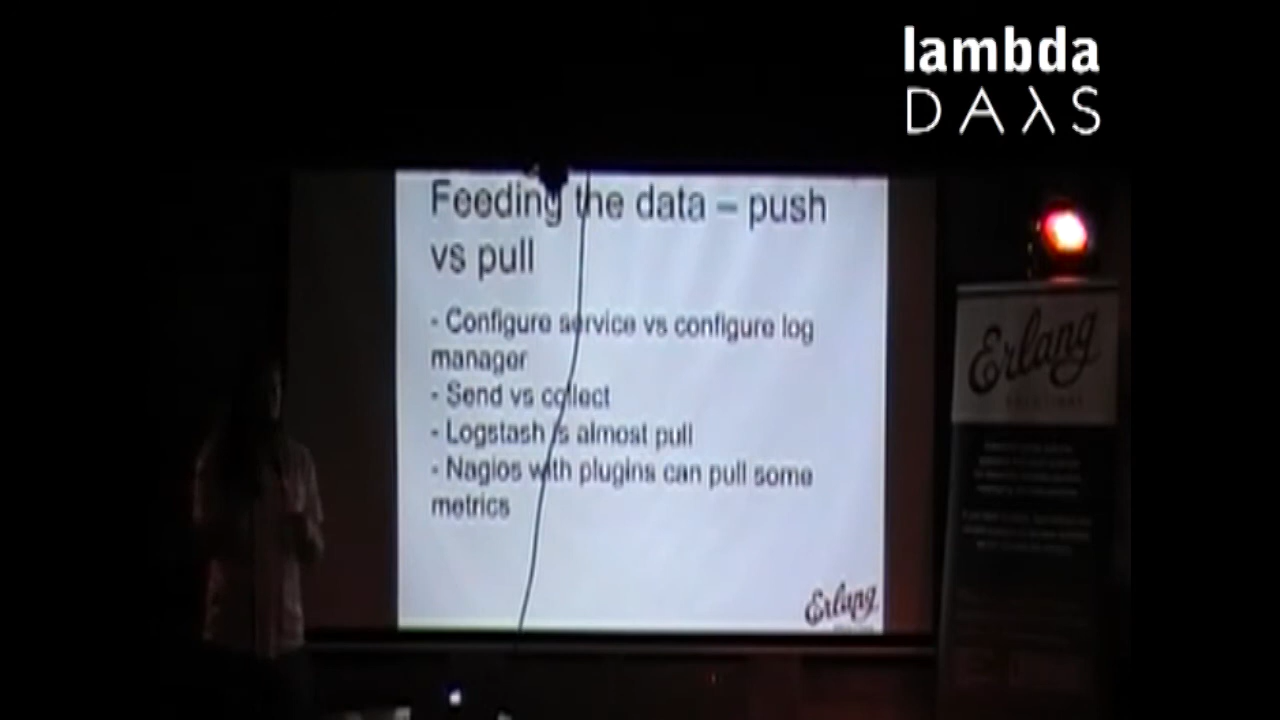 lambda
DAλS
Feeding the data – push
vs pull
- Configure service vs configure log
manager
- Send vs collect
- Logstash is almost pull
- Nagios with plugins can pull some
metrics
Erlang
Erlang
SOLUTIONS